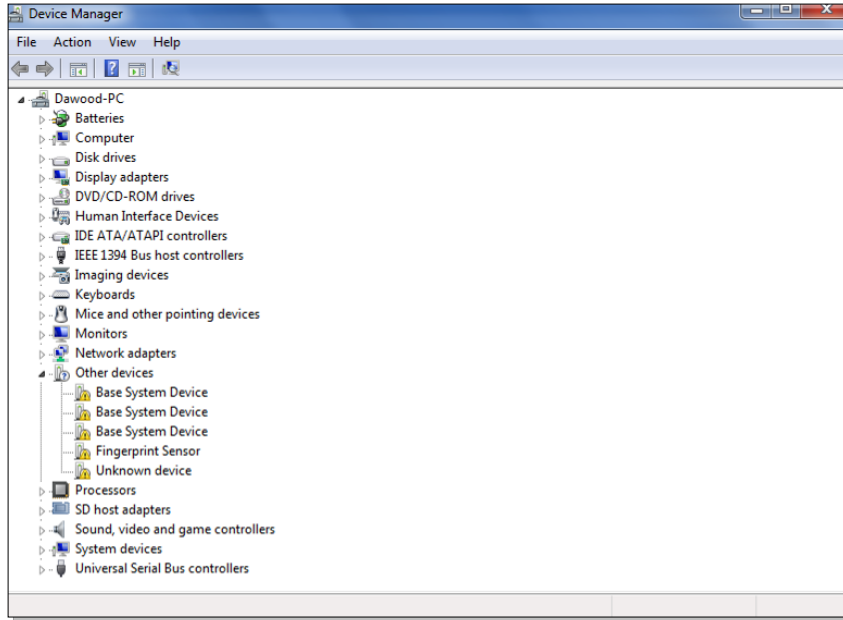 Device Manager
File Action View Help
Dawood-PC
Batteries
Computer
Disk drives
Display adapters
DVD/CD-ROM drives
Human Interface Devices
IDE ATA/ATAPI controllers
IEEE 1394 Bus host controllers
Imaging devices
Keyboards
Mice and other pointing devices
Monitors
Network adapters
Other devices
Base System Device
Base System Device
Base System Device
Fingerprint Sensor
Unknown device
Processors
SD host adapters
Sound, video and game controllers
System devices
Universal Serial Bus controllers